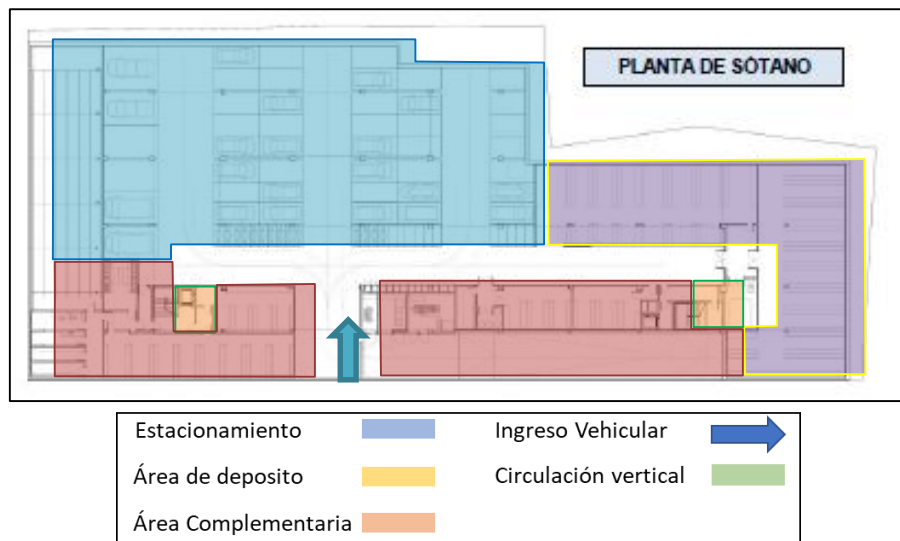 PLANTA DE SÓTANO
Estacionamiento
Ingreso Vehicular
Área de deposito
Circulación vertical
Área Complementaria